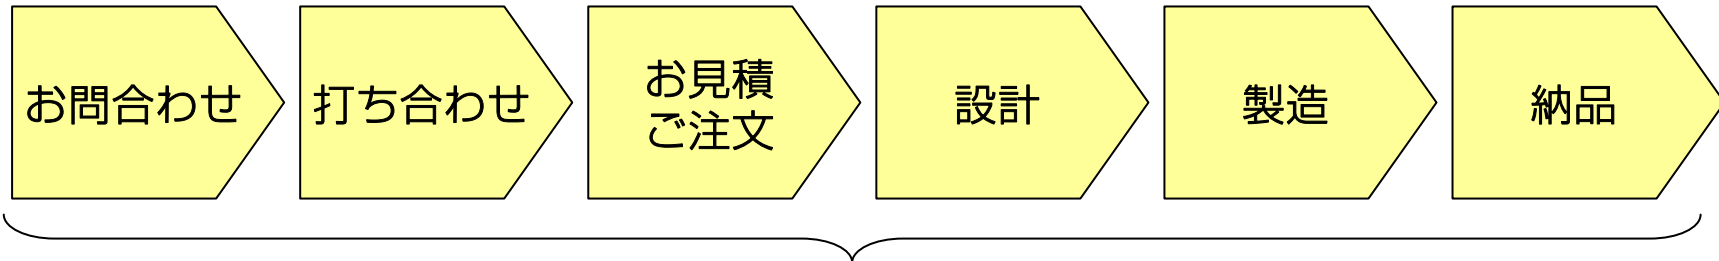 お問合わせ
打ち合わせ
お見積
ご注文
設計
製造
納品